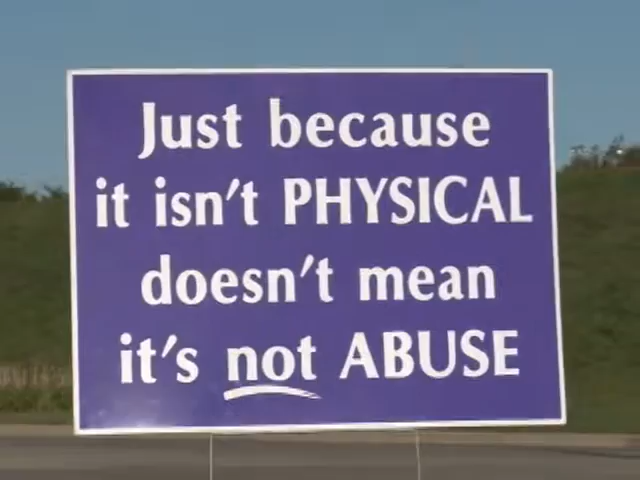 Just because
it isn't PHYSICAL
doesn't mean
it's not ABUSE